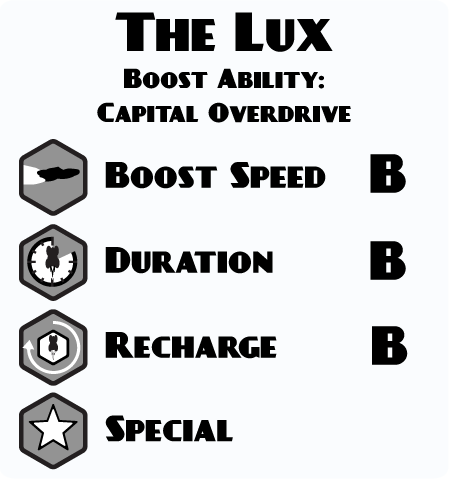 The Lux
Boost Ability:
Capital Overdrive
Boost Speed B
Duration B
Recharge B
Special